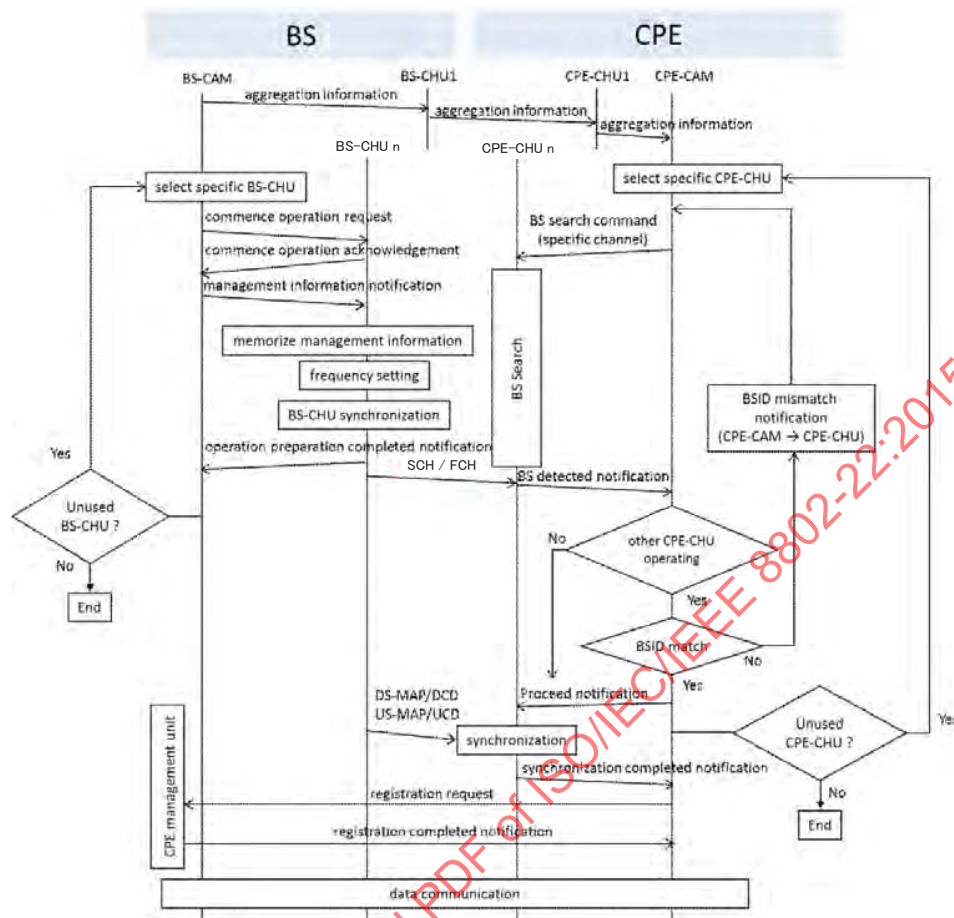 BS
CPE
BS-CAM
BS-CHU1
CPE-CHU1
CPE-CAM
aggregation information
aggregation information
aggregation information
BS-CHU n
CPE-CHU n
select specific BS-CHU
select specific CPE-CHU
commence operation request
BS search command
(specific channel)
commence operation acknowledgement
management information notification
memorize management information
frequency setting
BS-CHU synchronization
BS Search
BSID mismatch
notification
(CPE-CAM → CPE-CHU)
operation preparation completed notification
SCH / FCH
BS detected notification
Yes
Unused
BS-CHU ?
No
End
No
other CPE-CHU
operating
Yes
BSID match
No
Yes
DS-MAP/DCD
US-MAP/UCD
Proceed notification
synchronization
Unused
CPE-CHU ?
Yes
No
End
synchronization completed notification
CPE management unit
registration request
registration completed notification
data communication
PDF of ISO/IEC/IEEE 8802-22:2015